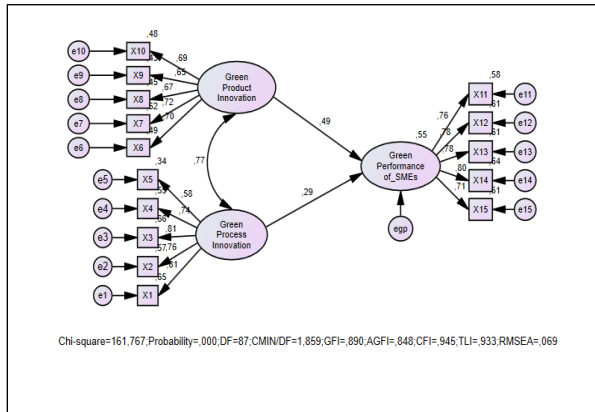 ,48
e10 X10 ,69
e9 X9 ,65
,45
e8 X8 ,67
e7 X7 ,72
,70
,49
e6 X6
Green
Product
Innovation
,49
,77
,34
e5 X5 ,58
e4 X4 ,74
,66
e3 X3 ,81
,57 ,76
e2 X2 ,81
,65
e1 X1
Green
Process
Innovation
,29
,55
Green
Performance
of_SMEs
egp
,58
,76 X11 e11
,61
,78 X12 e12
,61
,78 X13 e13
,64
,80 X14 e14
,61
,71 X15 e15
Chi-square=161,767;Probability=,000;DF=87;CMIN/DF=1,859;GFI=,890;AGFI=,848;CFI=,945;TLI=,933;RMSEA=,069